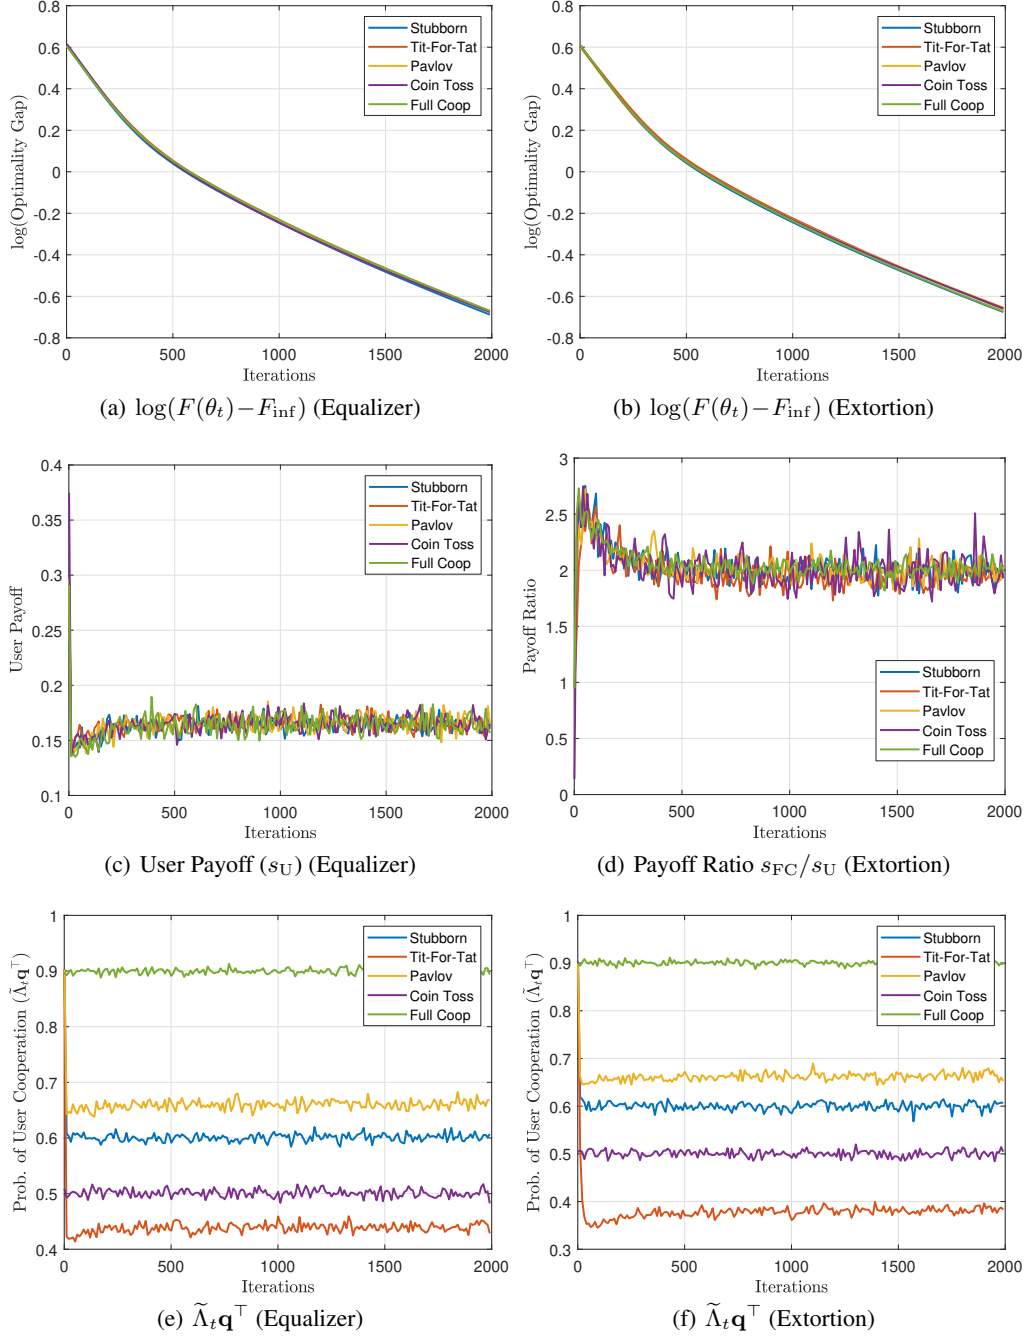 0.8
0.6
0.4
0.2
0
-0.2
-0.4
-0.6
-0.8
0 500 1000 1500 2000
log(Optimality Gap)
Iterations
Stubborn
Tit-For-Tat
Pavlov
Coin Toss
Full Coop
(a) log(F(θₜ)−F_inf) (Equalizer)
0.8
0.6
0.4
0.2
0
-0.2
-0.4
-0.6
-0.8
0 500 1000 1500 2000
log(Optimality Gap)
Iterations
Stubborn
Tit-For-Tat
Pavlov
Coin Toss
Full Coop
(b) log(F(θₜ)−F_inf) (Extortion)
0.4
0.35
0.3
0.25
0.2
0.15
0.1
0 500 1000 1500 2000
User Payoff
Iterations
Stubborn
Tit-For-Tat
Pavlov
Coin Toss
Full Coop
(c) User Payoff (s_U) (Equalizer)
3
2.5
2
1.5
1
0.5
0
0 500 1000 1500 2000
Payoff Ratio
Iterations
Stubborn
Tit-For-Tat
Pavlov
Coin Toss
Full Coop
(d) Payoff Ratio s_FC/s_U (Extortion)
1
0.9
0.8
0.7
0.6
0.5
0.4
0 500 1000 1500 2000
Prob. of User Cooperation (Λ̃ₜq⊤)
Iterations
Stubborn
Tit-For-Tat
Pavlov
Coin Toss
Full Coop
(e) Λ̃ₜq⊤ (Equalizer)
1
0.9
0.8
0.7
0.6
0.5
0.4
0.3
0 500 1000 1500 2000
Prob. of User Cooperation (Λ̃ₜq⊤)
Iterations
Stubborn
Tit-For-Tat
Pavlov
Coin Toss
Full Coop
(f) Λ̃ₜq⊤ (Extortion)